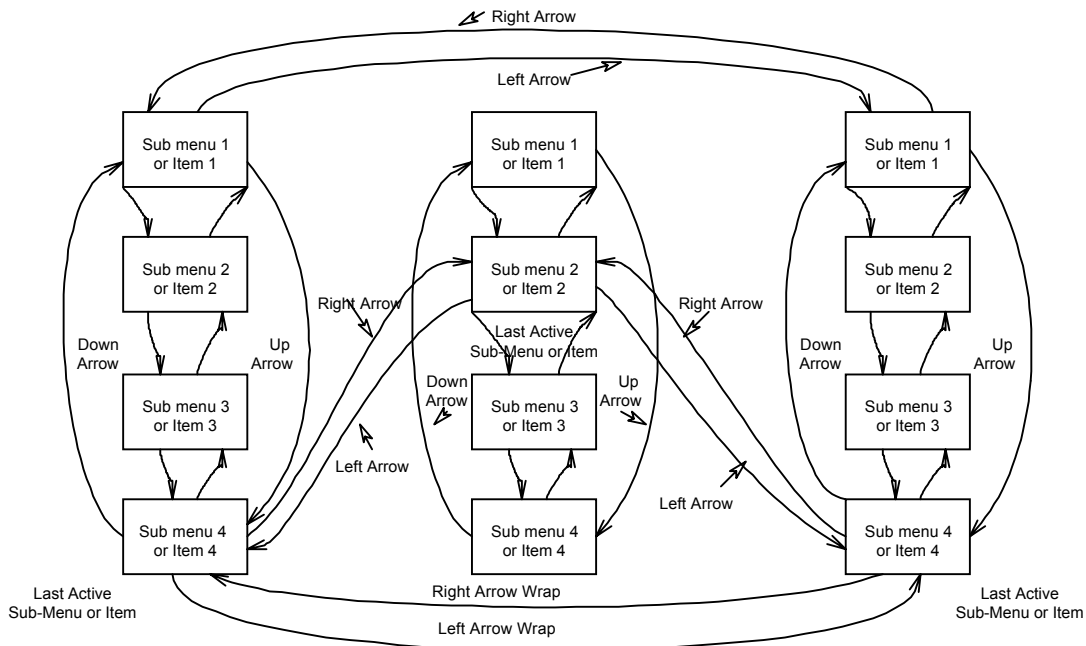 Right Arrow
Left Arrow
Sub menu 1
or Item 1
Sub menu 1
or Item 1
Sub menu 1
or Item 1
Sub menu 2
or Item 2
Sub menu 2
or Item 2
Sub menu 2
or Item 2
Right Arrow
Right Arrow
Last Active
Sub-Menu or Item
Down
Arrow
Up
Arrow
Down
Arrow
Up
Arrow
Down
Arrow
Up
Arrow
Sub menu 3
or Item 3
Sub menu 3
or Item 3
Sub menu 3
or Item 3
Left Arrow
Left Arrow
Sub menu 4
or Item 4
Sub menu 4
or Item 4
Sub menu 4
or Item 4
Last Active
Sub-Menu or Item
Right Arrow Wrap
Last Active
Sub-Menu or Item
Left Arrow Wrap